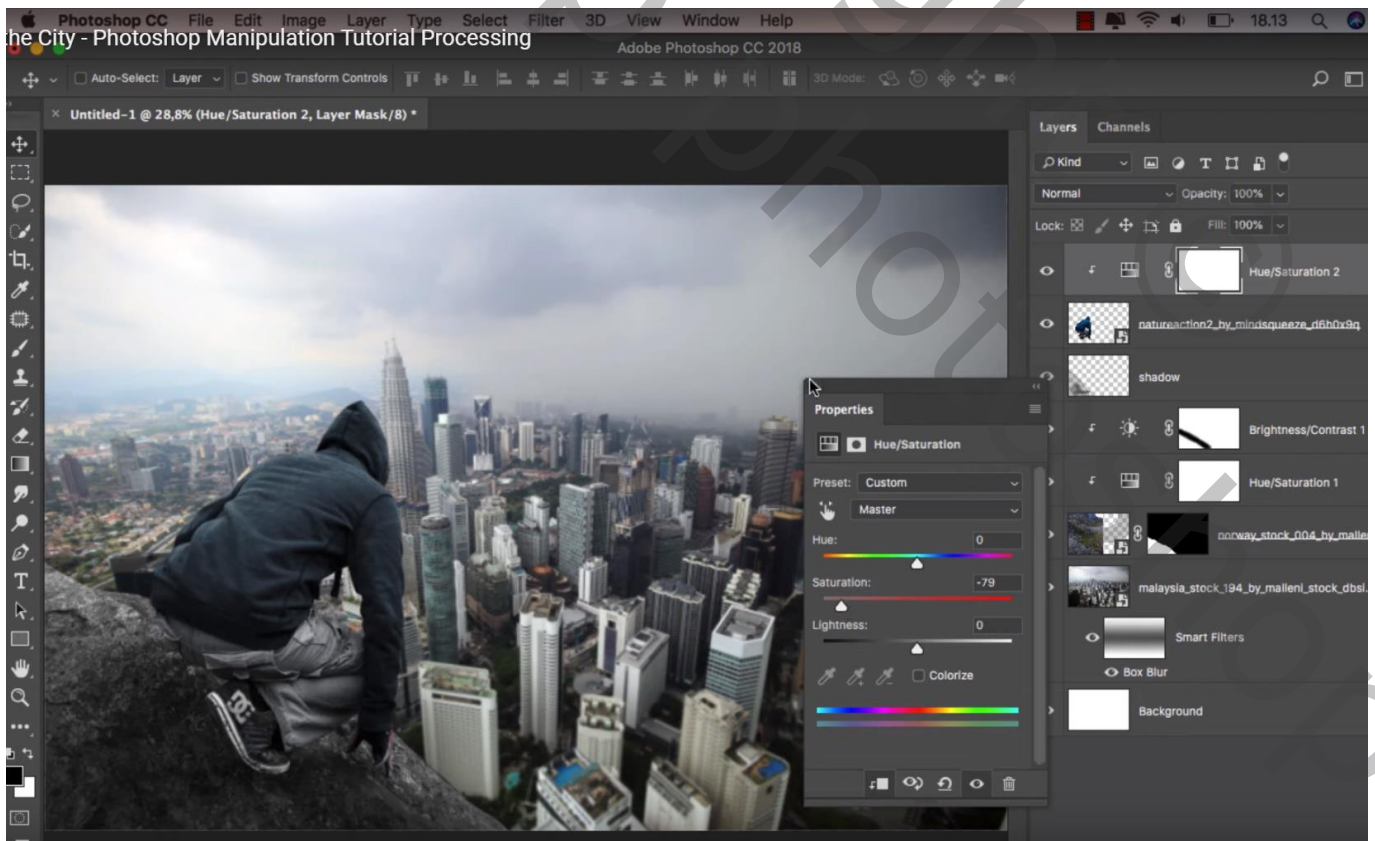 Photoshop CC File Edit Image Layer Type Select Filter 3D View Window Help 18.13
the City - Photoshop Manipulation Tutorial Processing
Adobe Photoshop CC 2018
Auto-Select: Layer Show Transform Controls 3D Mode:
× Untitled-1 @ 28,8% (Hue/Saturation 2, Layer Mask/8) *
Layers Channels
Kind
Normal Opacity: 100%
Lock: Fill: 100%
Hue/Saturation 2
natureaction2_by_mindsqueeze_d6h0x9q
shadow
Brightness/Contrast 1
Hue/Saturation 1
norway_stock_004_by_malle
malaysia_stock_194_by_malleni_stock_dbsl.
Smart Filters
Box Blur
Background
Properties
Hue/Saturation
Preset: Custom
Master
Hue: 0
Saturation: -79
Lightness: 0
Colorize
DC